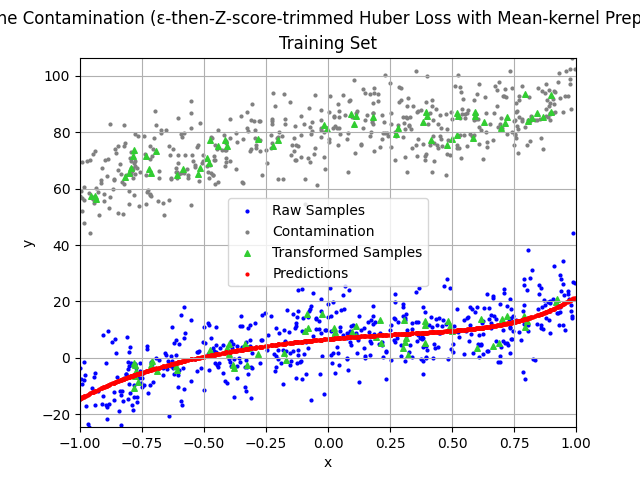 ne Contamination (ε-then-Z-score-trimmed Huber Loss with Mean-kernel Prep
Training Set
100
80
60
40
20
0
−20
y
Raw Samples
Contamination
Transformed Samples
Predictions
−1.00 −0.75 −0.50 −0.25 0.00 0.25 0.50 0.75 1.00
x